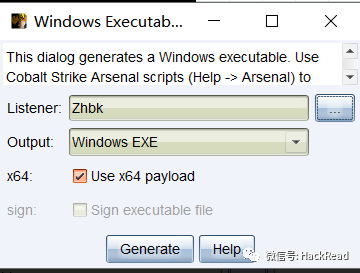 Windows Executab...
This dialog generates a Windows executable. Use
Cobalt Strike Arsenal scripts (Help -> Arsenal) to
Listener: Zhbk ...
Output: Windows EXE
x64: Use x64 payload
sign: Sign executable file
Generate Help
微信号: HackRead